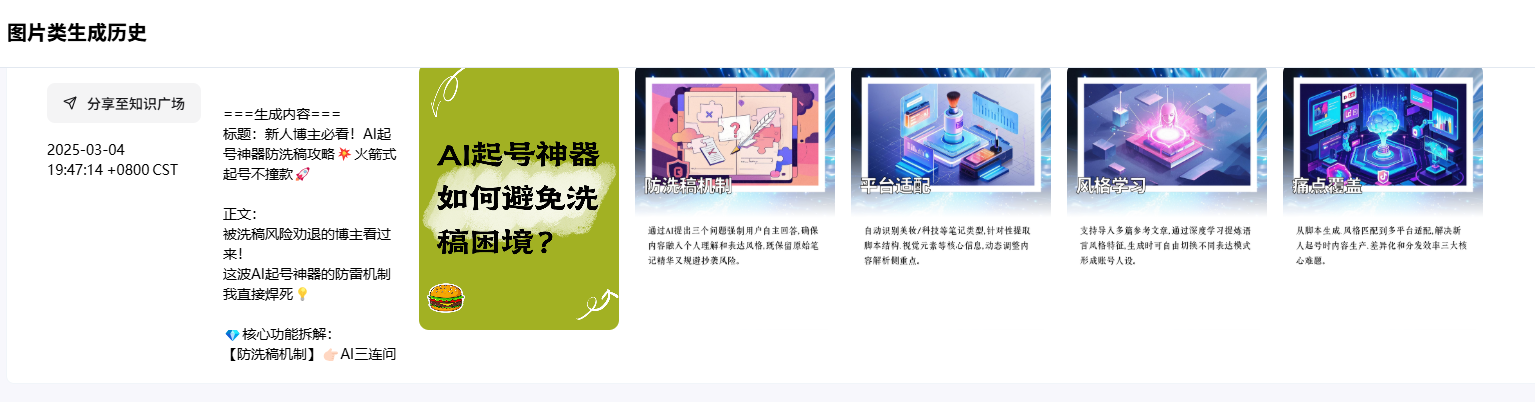 图片类生成历史
分享至知识广场
2025-03-04
19:47:14 +0800 CST
===生成内容===
标题：新人博主必看！AI起
号神器防洗稿攻略💥火箭式
起号不撞款🚀
正文：
被洗稿风险劝退的博主看过
来！
这波AI起号神器的防雷机制
我直接焊死💡
💎核心功能拆解：
【防洗稿机制】👉🏻AI三连问
AI起号神器
如何避免洗
稿困境？
防洗稿机制
通过AI提出三个问题强制用户自主回答,确保
内容融入个人理解和表达风格,既保留原始笔
记精华又规避抄袭风险。
平台适配
自动识别美妆/科技等笔记类型,针对性提取
脚本结构、视觉元素等核心信息,动态调整内
容解析侧重点。
风格学习
支持导入多篇参考文章,通过深度学习提炼语
言风格特征,生成时可自由切换不同表达模式
形成账号人设。
痛点覆盖
从脚本生成、风格匹配到多平台适配,解决新
人起号时内容生产、差异化和分发效率三大核
心难题。